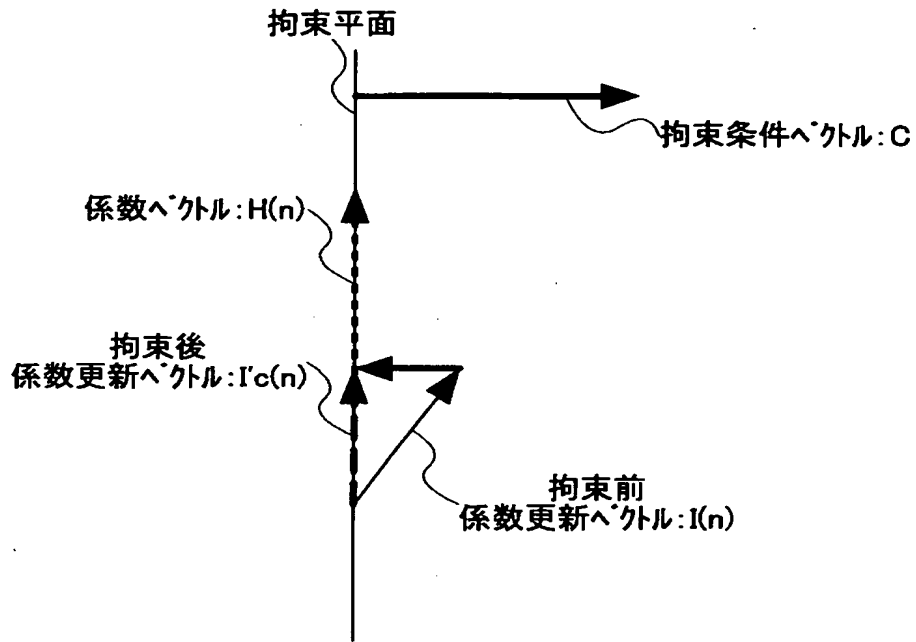 拘束平面
拘束条件ベクトル:C
係数ベクトル:H(n)
拘束後
係数更新ベクトル:I'c(n)
拘束前
係数更新ベクトル:I(n)